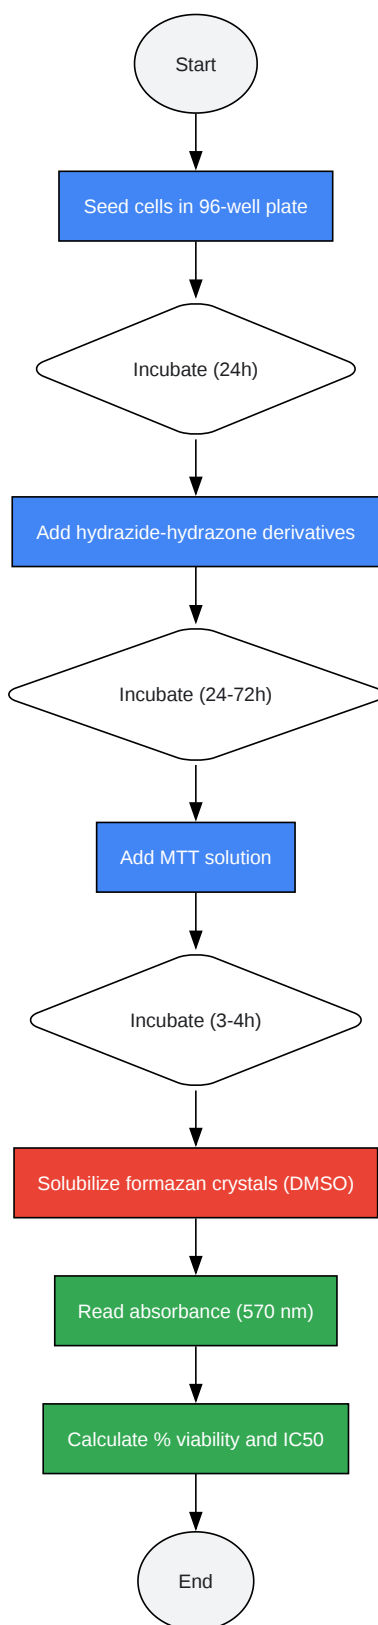 Start
Seed cells in 96-well plate
Incubate (24h)
Add hydrazide-hydrazone derivatives
Incubate (24-72h)
Add MTT solution
Incubate (3-4h)
Solubilize formazan crystals (DMSO)
Read absorbance (570 nm)
Calculate % viability and IC50
End